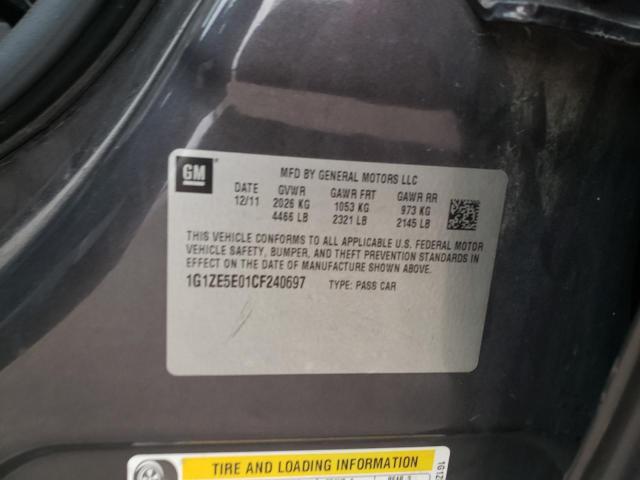 GM
MFD BY GENERAL MOTORS LLC
DATE GVWR GAWR FRT GAWR RR
12/11 2026 KG 1053 KG 973 KG
4466 LB 2321 LB 2145 LB
THIS VEHICLE CONFORMS TO ALL APPLICABLE U.S. FEDERAL MOTOR
VEHICLE SAFETY, BUMPER, AND THEFT PREVENTION STANDARDS IN
EFFECT ON THE DATE OF MANUFACTURE SHOWN ABOVE.
1G1ZE5E01CF240697 TYPE: PASS CAR
TIRE AND LOADING INFORMATION
1G1Z